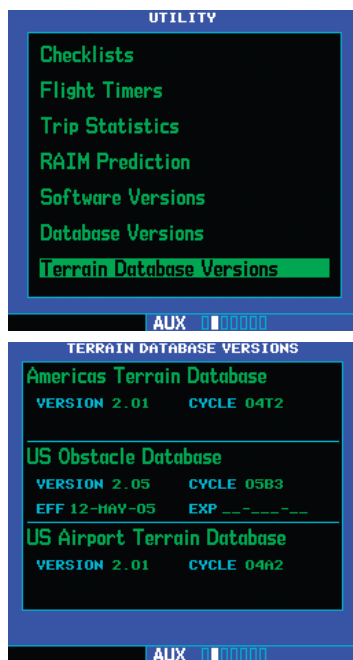 UTILITY
Checklists
Flight Timers
Trip Statistics
RAIM Prediction
Software Versions
Database Versions
Terrain Database Versions
AUX
TERRAIN DATABASE VERSIONS
Americas Terrain Database
VERSION 2.01 CYCLE 04T2
US Obstacle Database
VERSION 2.05 CYCLE 05B3
EFF 12-MAY-05 EXP __-___-__
US Airport Terrain Database
VERSION 2.01 CYCLE 04A2
AUX